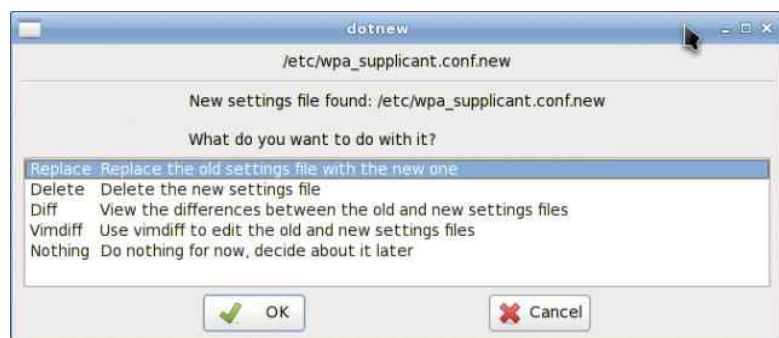 dotnew
/etc/wpa_supplicant.conf.new
New settings file found: /etc/wpa_supplicant.conf.new
What do you want to do with it?
Replace Replace the old settings file with the new one
Delete Delete the new settings file
Diff View the differences between the old and new settings files
Vimdiff Use vimdiff to edit the old and new settings files
Nothing Do nothing for now, decide about it later
OK Cancel